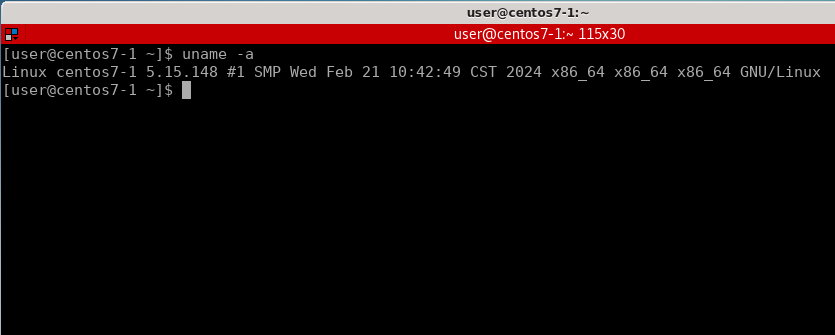 user@centos7-1:~
user@centos7-1:~ 115x30
[user@centos7-1 ~]$ uname -a
Linux centos7-1 5.15.148 #1 SMP Wed Feb 21 10:42:49 CST 2024 x86_64 x86_64 x86_64 GNU/Linux
[user@centos7-1 ~]$